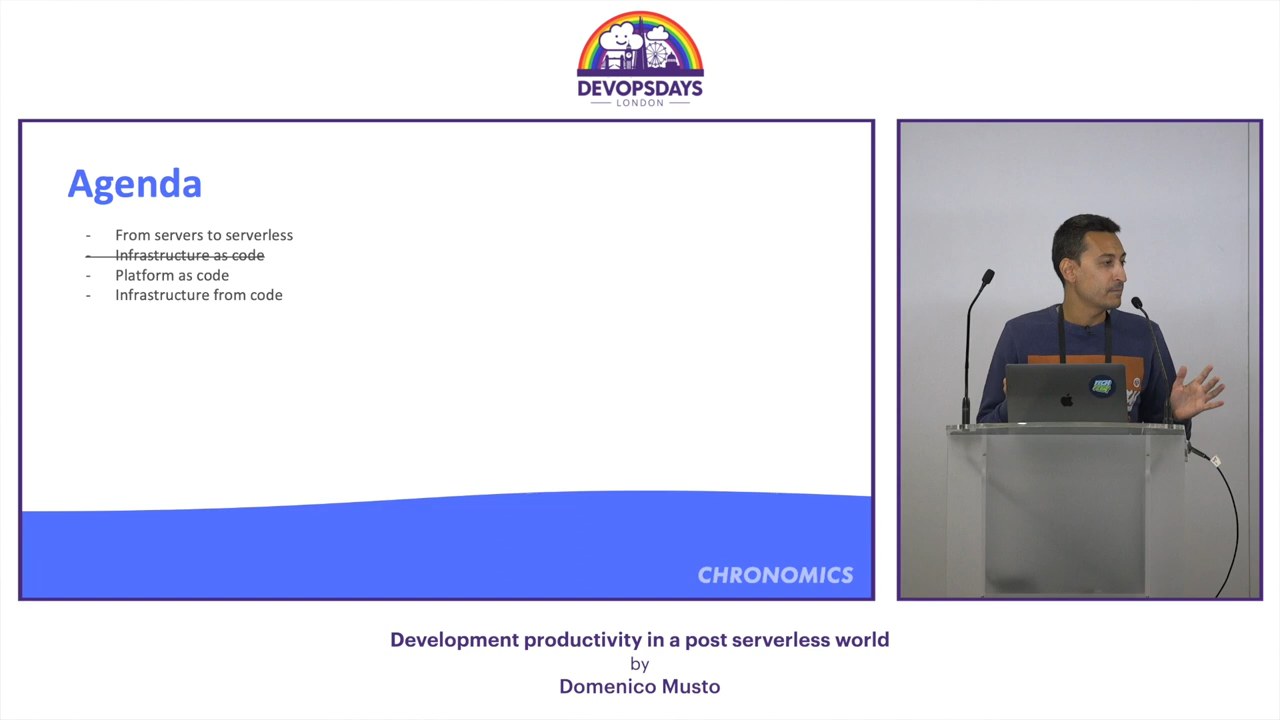 DEVOPSDAYS
LONDON
Agenda
- From servers to serverless
- Infrastructure as code
- Platform as code
- Infrastructure from code
CHRONOMICS
Development productivity in a post serverless world
by
Domenico Musto